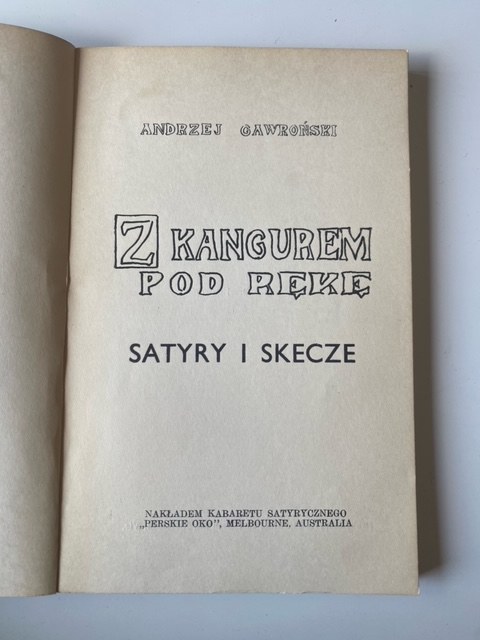 ANDRZEJ GAWROŃSKI
Z KANGUREM
POD RĘKĘ
SATYRY I SKECZE
NAKŁADEM KABARETU SATYRYCZNEGO
„PERSKIE OKO”, MELBOURNE, AUSTRALIA